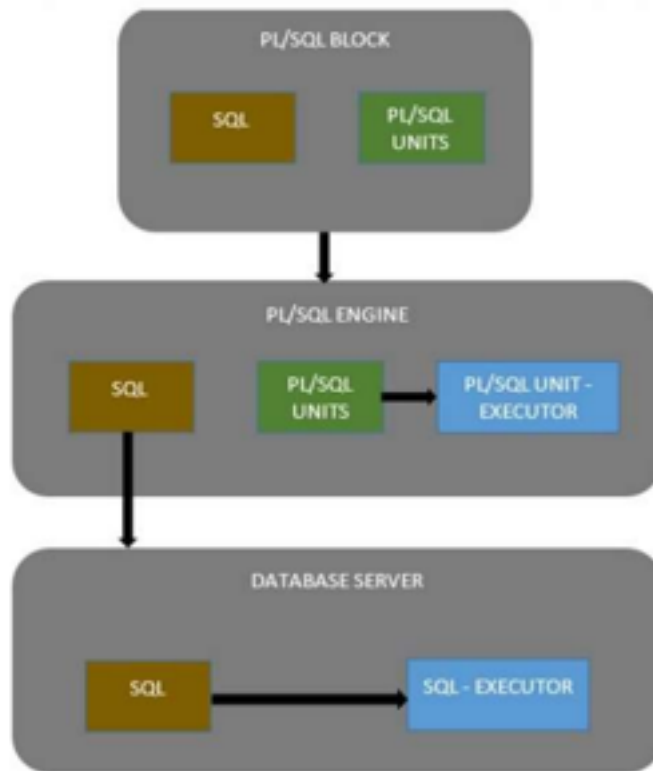 PL/SQL BLOCK
SQL
PL/SQL
UNITS
PL/SQL ENGINE
SQL
PL/SQL
UNITS
PL/SQL UNIT -
EXECUTOR
DATABASE SERVER
SQL
SQL - EXECUTOR